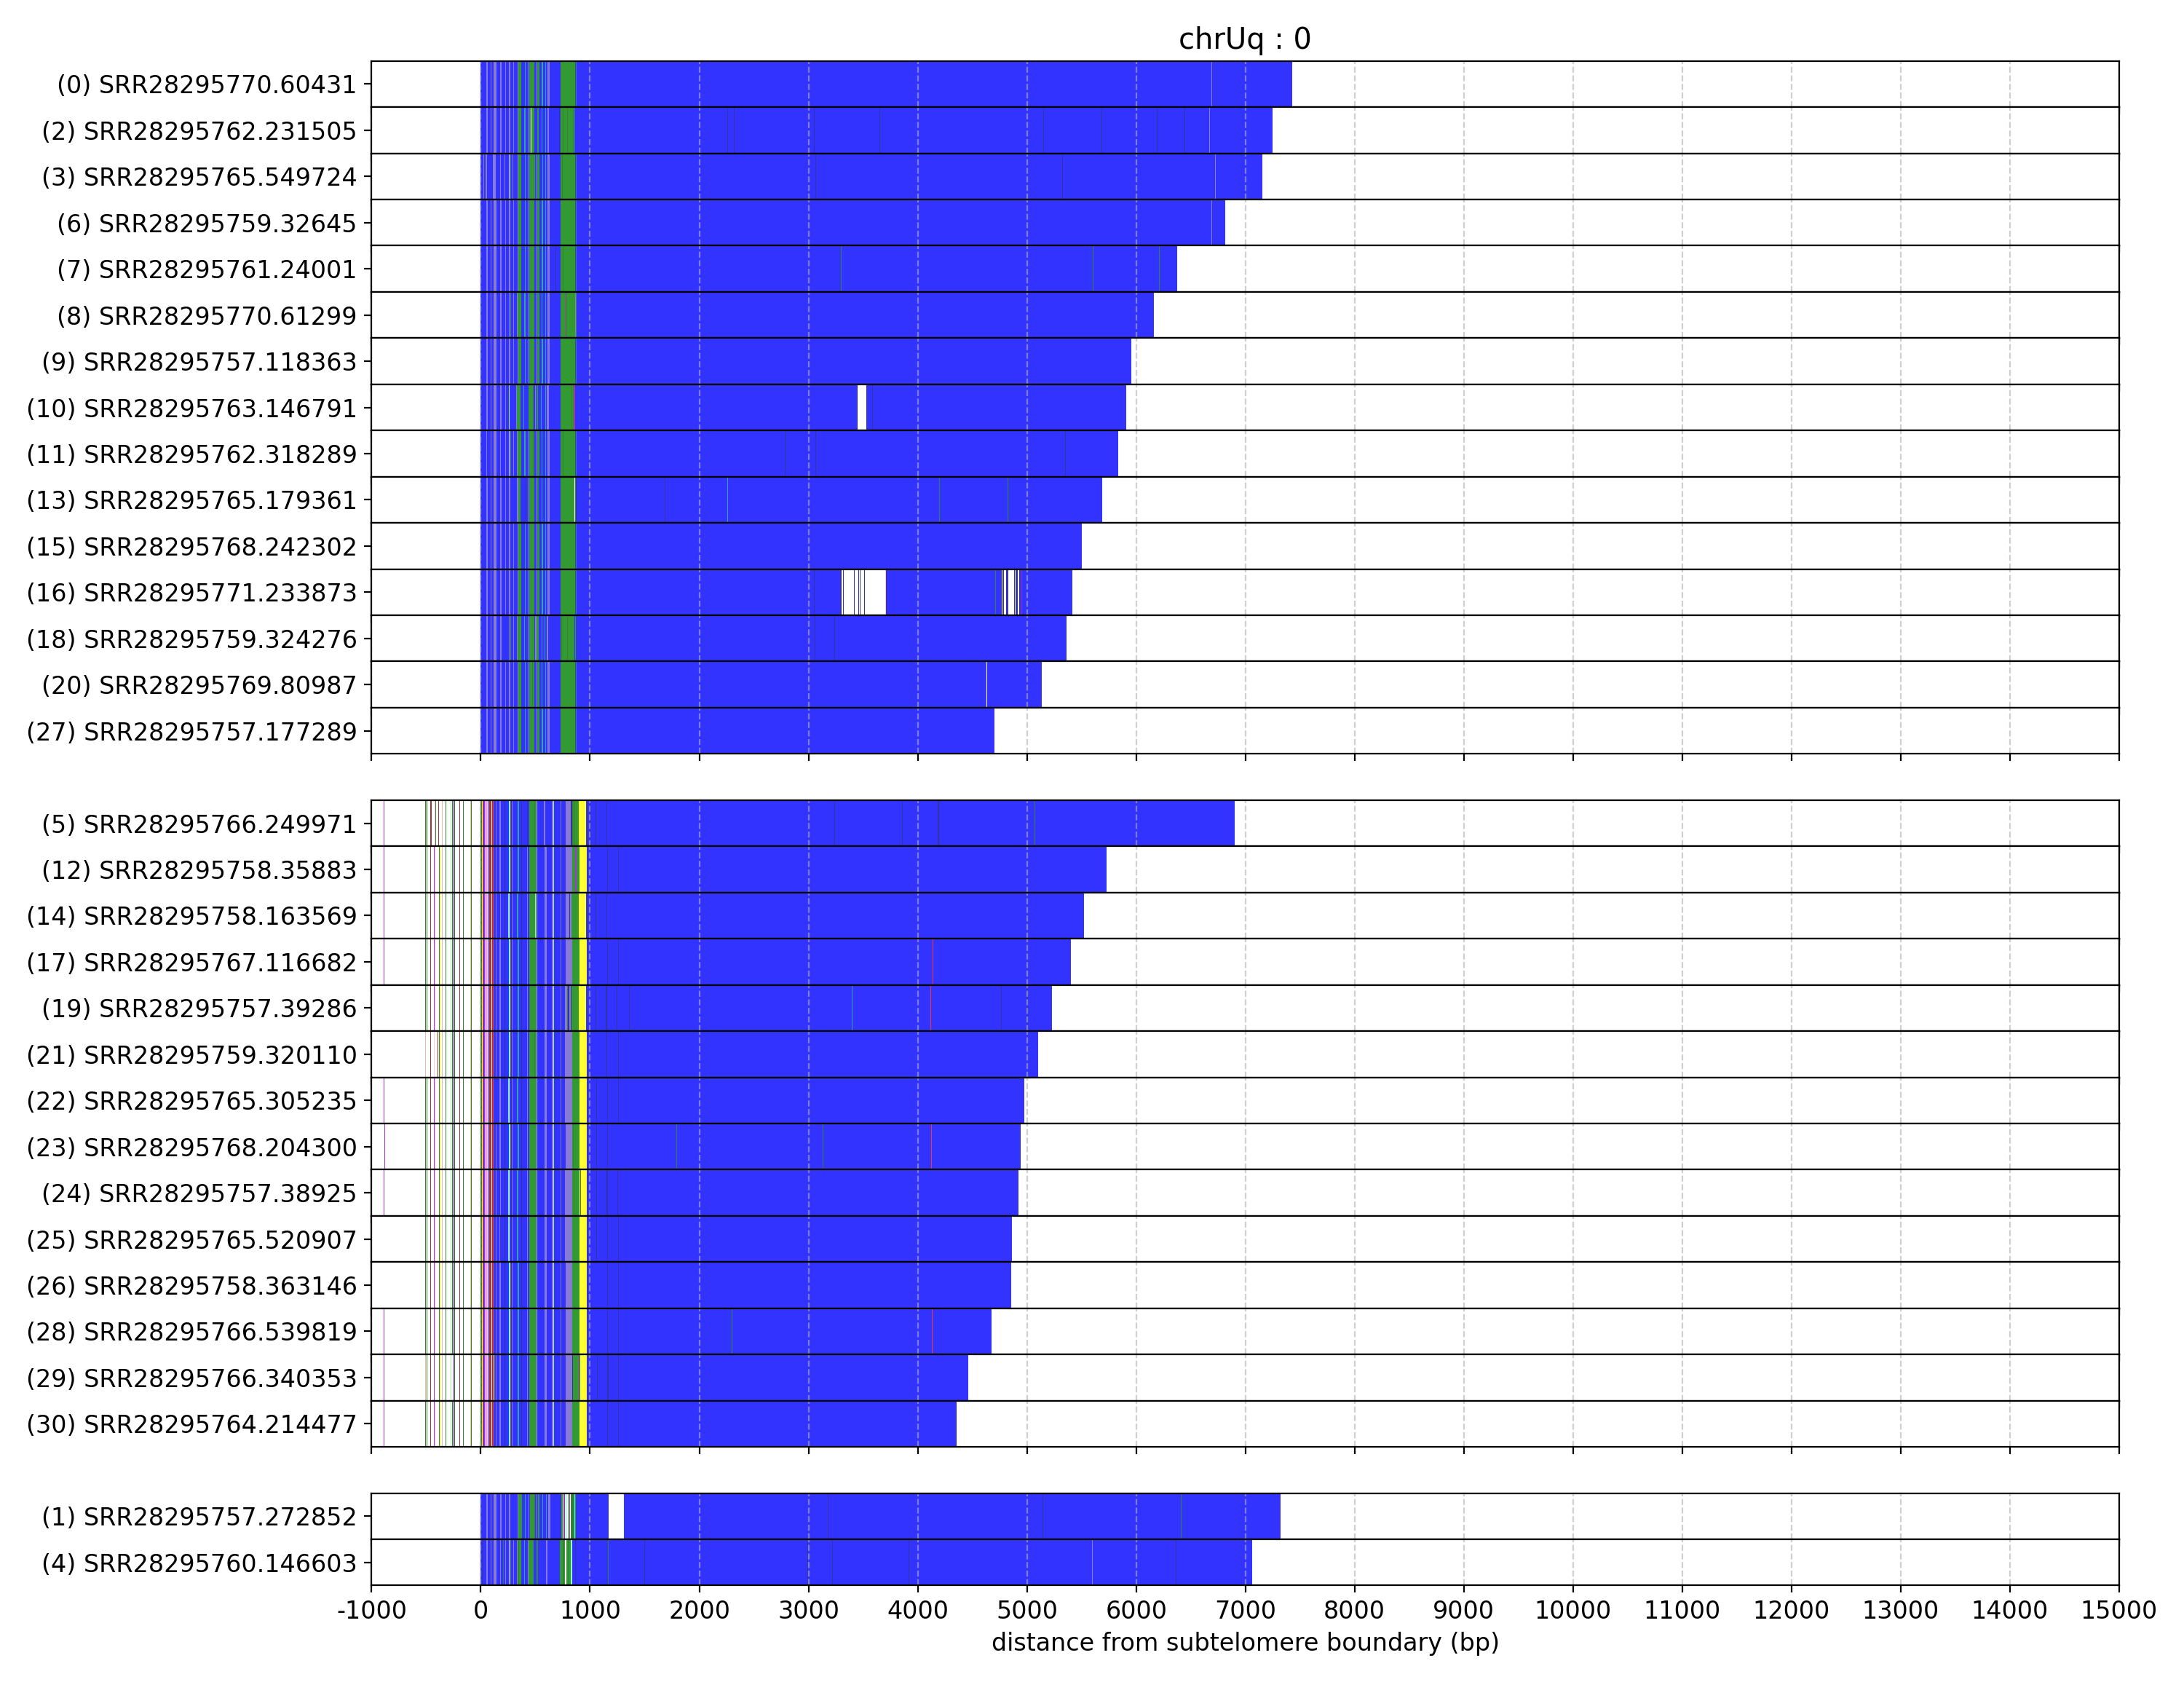 chrUq : 0
(0) SRR28295770.60431
(2) SRR28295762.231505
(3) SRR28295765.549724
(6) SRR28295759.32645
(7) SRR28295761.24001
(8) SRR28295770.61299
(9) SRR28295757.118363
(10) SRR28295763.146791
(11) SRR28295762.318289
(13) SRR28295765.179361
(15) SRR28295768.242302
(16) SRR28295771.233873
(18) SRR28295759.324276
(20) SRR28295769.80987
(27) SRR28295757.177289
(5) SRR28295766.249971
(12) SRR28295758.35883
(14) SRR28295758.163569
(17) SRR28295767.116682
(19) SRR28295757.39286
(21) SRR28295759.320110
(22) SRR28295765.305235
(23) SRR28295768.204300
(24) SRR28295757.38925
(25) SRR28295765.520907
(26) SRR28295758.363146
(28) SRR28295766.539819
(29) SRR28295766.340353
(30) SRR28295764.214477
(1) SRR28295757.272852
(4) SRR28295760.146603
-1000 0 1000 2000 3000 4000 5000 6000 7000 8000 9000 10000 11000 12000 13000 14000 15000
distance from subtelomere boundary (bp)